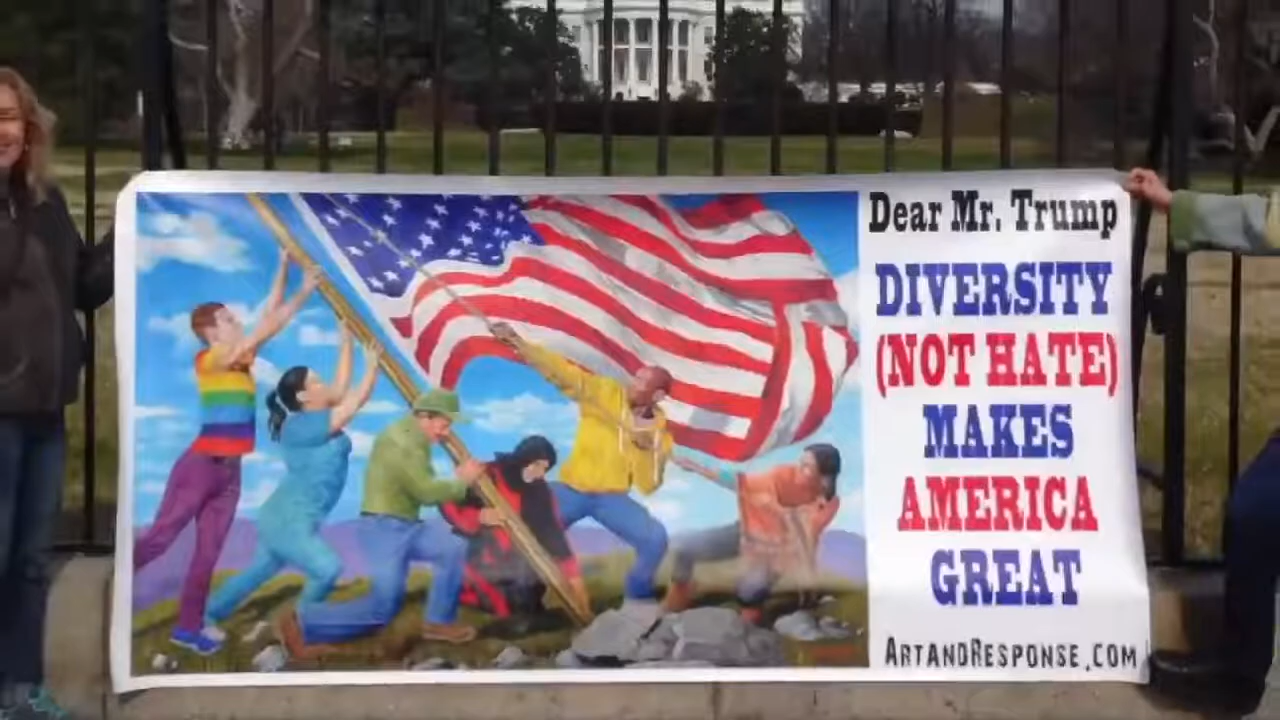 Dear Mr. Trump
DIVERSITY
(NOT HATE)
MAKES
AMERICA
GREAT
ARTANDRESPONSE.COM